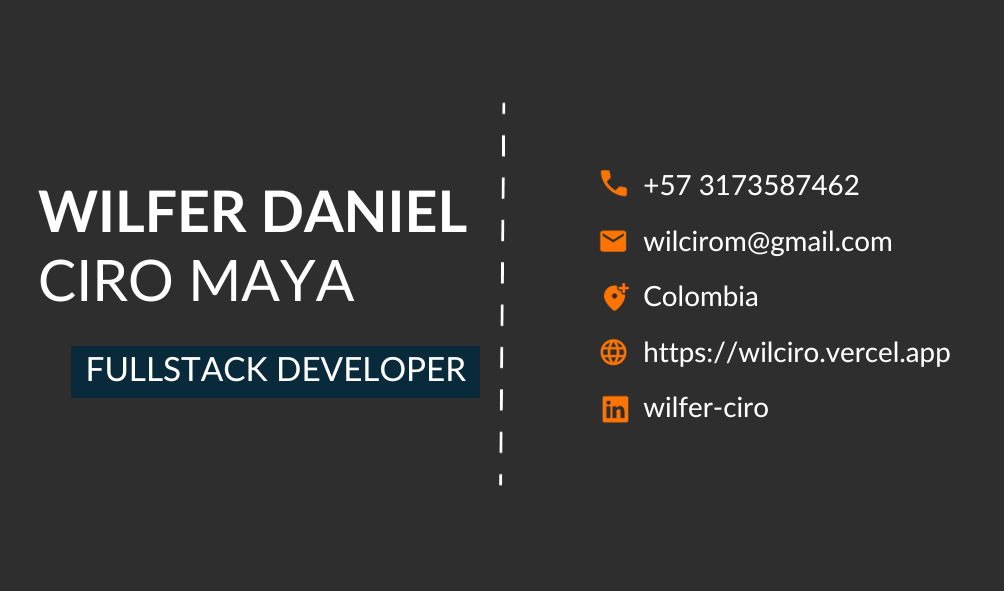 WILFER DANIEL
CIRO MAYA
FULLSTACK DEVELOPER
+57 3173587462
wilcirom@gmail.com
Colombia
https://wilciro.vercel.app
wilfer-ciro